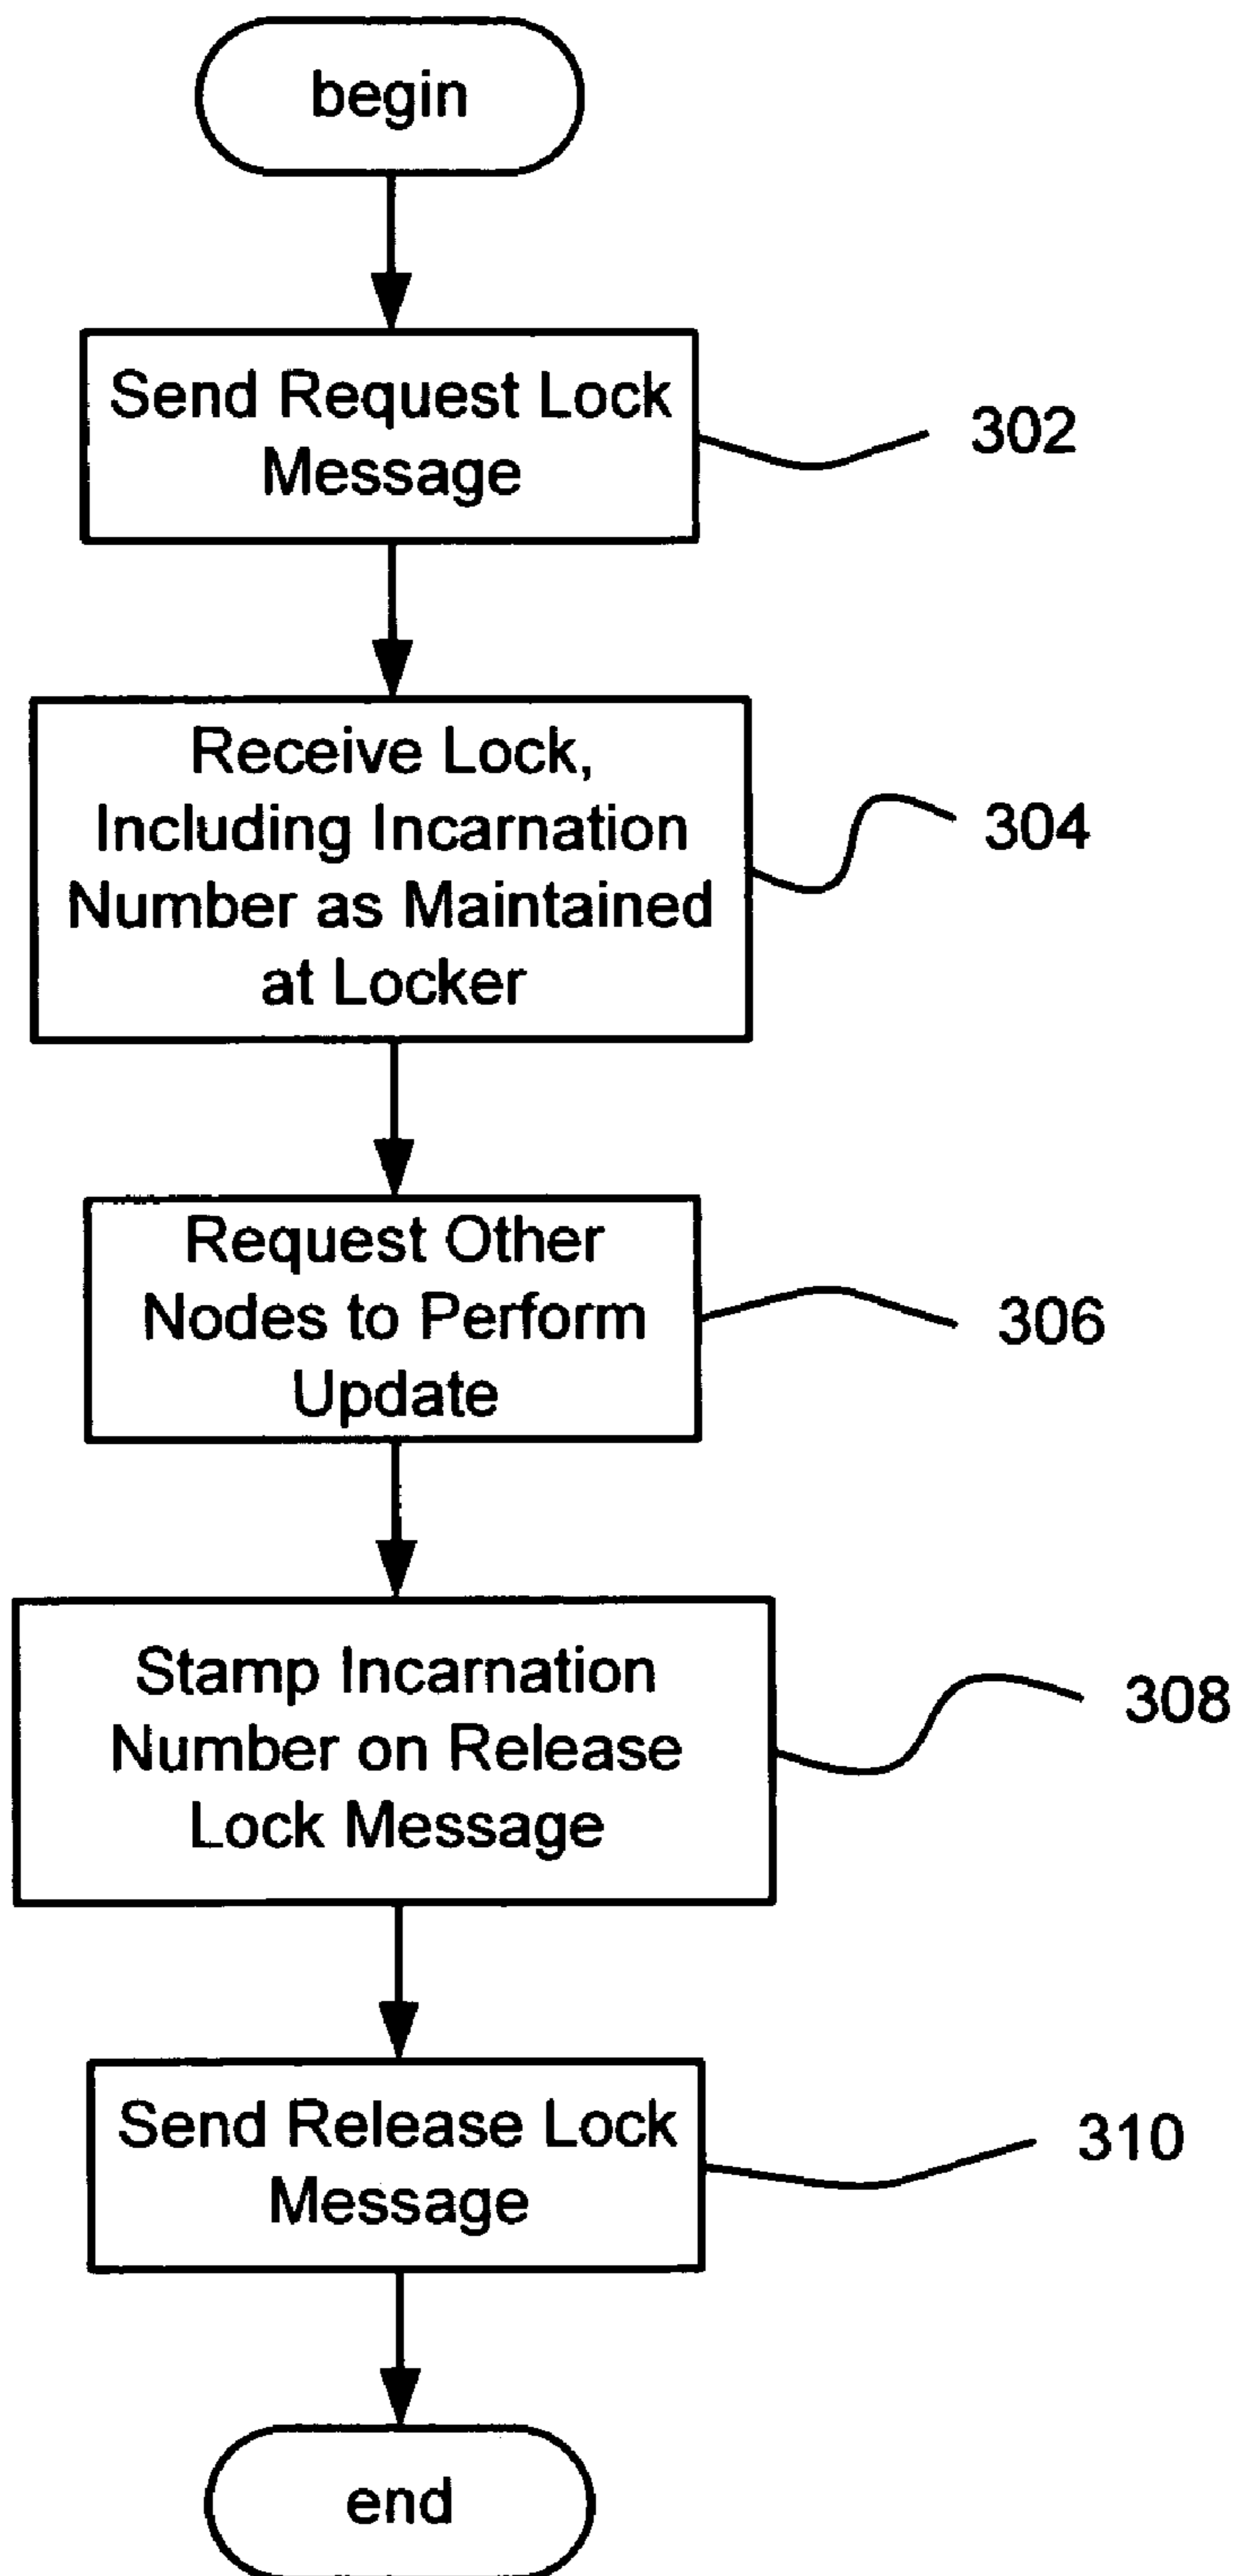 begin
Send Request Lock
Message
302
Receive Lock,
Including Incarnation
Number as Maintained
at Locker
304
Request Other
Nodes to Perform
Update
306
Stamp Incarnation
Number on Release
Lock Message
308
Send Release Lock
Message
310
end